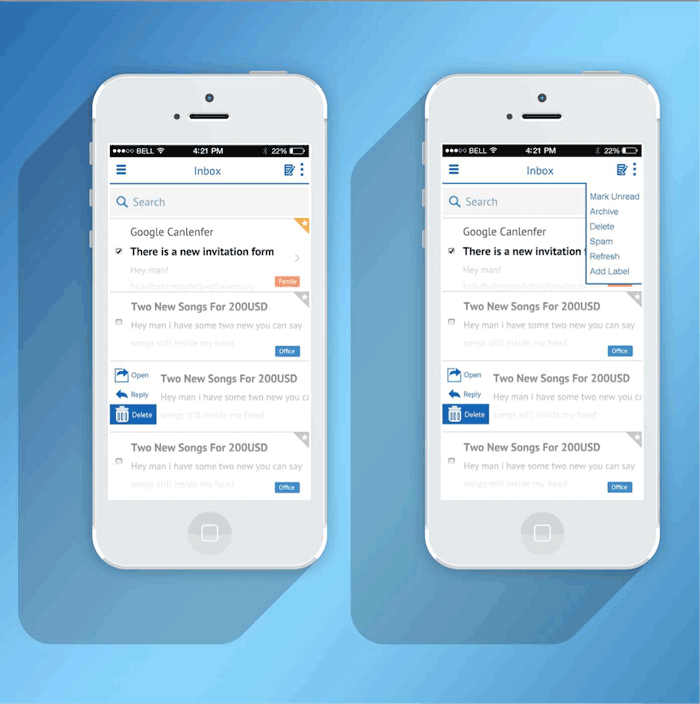 BELL 4:21 PM 22%
Inbox
Search
Google Canlenfer
There is a new invitation form
Hey man!
Family
Two New Songs For 200USD
Hey man i have some two new you can say
songs still inside my head
Office
Open
Reply
Delete
Two New Songs For 200USD
Hey man i have some two new you ca
songs still inside my head
Two New Songs For 200USD
Hey man i have some two new you can say
songs still inside my head
Office
BELL 4:21 PM 22%
Inbox
Search
Mark Unread
Archive
Delete
Spam
Refresh
Add Label
Google Canlenfer
There is a new invitation
Hey man!
Two New Songs For 200USD
Hey man i have some two new you can say
songs still inside my head
Office
Open
Reply
Delete
Two New Songs For 200USD
Hey man i have some two new you ca
songs still inside my head
Two New Songs For 200USD
Hey man i have some two new you can say
songs still inside my head
Office